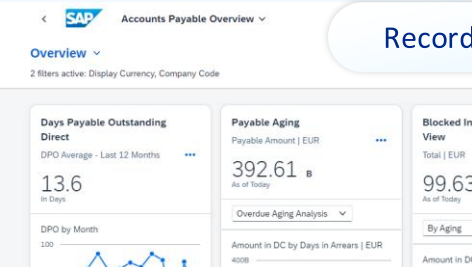 SAP Accounts Payable Overview
Record
Overview
2 filters active: Display Currency, Company Code
Days Payable Outstanding
Direct
DPO Average - Last 12 Months
13.6
In Days
DPO by Month
100
Payable Aging
Payable Amount | EUR
392.61 B
As of Today
Overdue Aging Analysis
Amount in DC by Days in Arrears | EUR
400B
Blocked In
View
Total | EUR
99.63
As of Today
By Aging
Amount in D